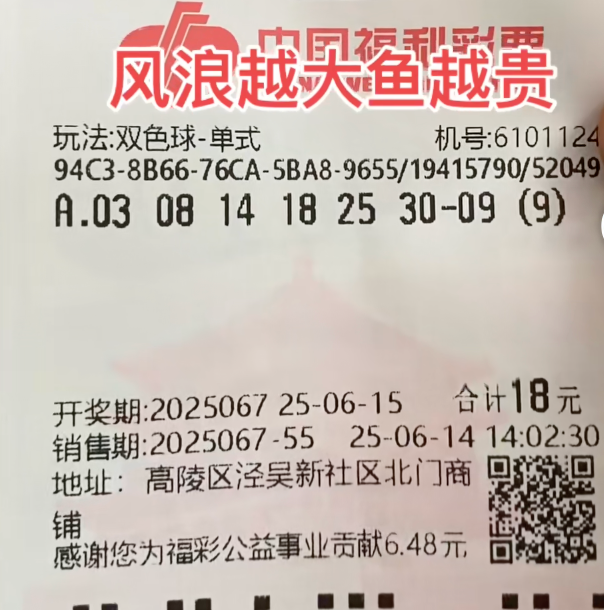 中国福利彩票
风浪越大鱼越贵
玩法:双色球-单式 机号:6101124
94C3-8B66-76CA-5BA8-9655/19415790/52049
A.03 08 14 18 25 30-09 (9)
开奖期:2025067 25-06-15 合计18元
销售期:2025067-55 25-06-14 14:02:30
地址: 高陵区泾吴新社区北门商
铺
感谢您为福彩公益事业贡献6.48元